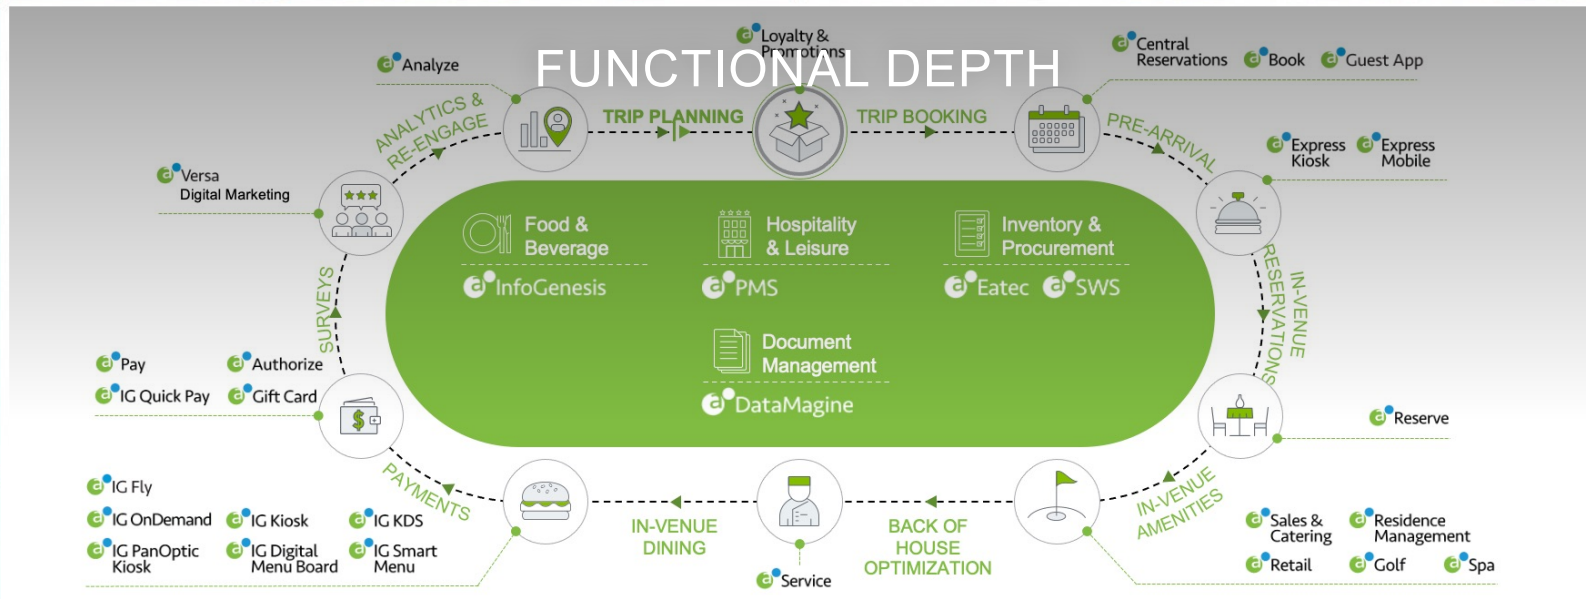 FUNCTIONAL DEPTH
Loyalty &
Promotions
Central
Reservations
Book
Guest App
Analyze
ANALYTICS &
RE-ENGAGE
TRIP PLANNING
TRIP BOOKING
PRE-ARRIVAL
Express
Kiosk
Express
Mobile
Versa
Digital Marketing
Food &
Beverage
InfoGenesis
Hospitality
& Leisure
PMS
Inventory &
Procurement
Eatec
SWS
Document
Management
DataMagine
IN-VENUE
RESERVATIONS
SURVEYS
Pay
Authorize
IG Quick Pay
Gift Card
Reserve
PAYMENTS
IN-VENUE
AMENITIES
IG Fly
IG OnDemand
IG Kiosk
IG KDS
IG PanOptic
Kiosk
IG Digital
Menu Board
IG Smart
Menu
IN-VENUE
DINING
BACK OF
HOUSE
OPTIMIZATION
Service
Sales &
Catering
Residence
Management
Retail
Golf
Spa